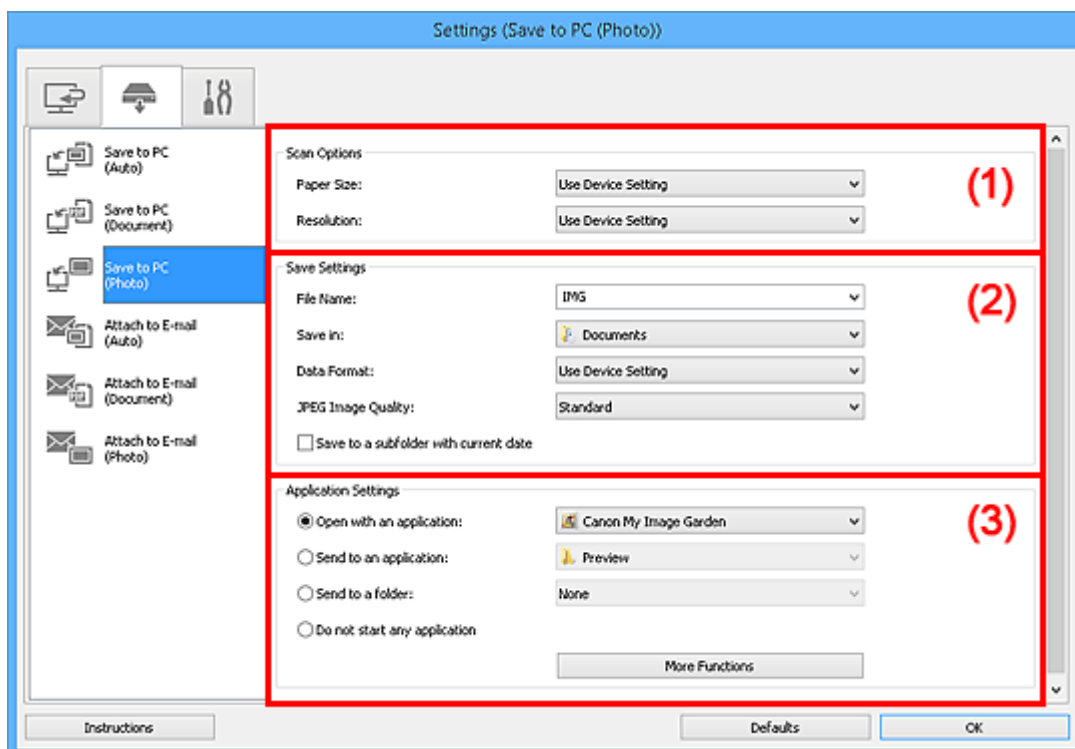 Settings (Save to PC (Photo))
Save to PC
(Auto)
Save to PC
(Document)
Save to PC
(Photo)
Attach to E-mail
(Auto)
Attach to E-mail
(Document)
Attach to E-mail
(Photo)
Scan Options
(1)
Paper Size: Use Device Setting
Resolution: Use Device Setting
Save Settings
(2)
File Name: IMG
Save in: Documents
Data Format: Use Device Setting
JPEG Image Quality: Standard
Save to a subfolder with current date
Application Settings
(3)
Open with an application: Canon My Image Garden
Send to an application: Preview
Send to a folder: None
Do not start any application
More Functions
Instructions Defaults OK